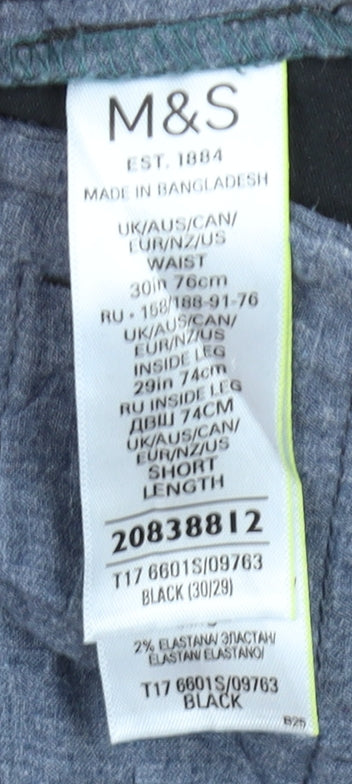 M&S
EST. 1884
MADE IN BANGLADESH
UK/AUS/CAN/
EUR/NZ/US
WAIST
30in 76cm
RU • 168/188-91-76
UK/AUS/CAN/
EUR/NZ/US
INSIDE LEG
29in 74cm
RU INSIDE LEG
ДВШ 74CM
UK/AUS/CAN/
EUR/NZ/US
SHORT
LENGTH
20838812
T17 6601S/09763
BLACK (30/29)
2% ELASTANA/ ЭЛАСТАН/
ELASTAN/ ELASTANO/
T17 6601S/09763
BLACK